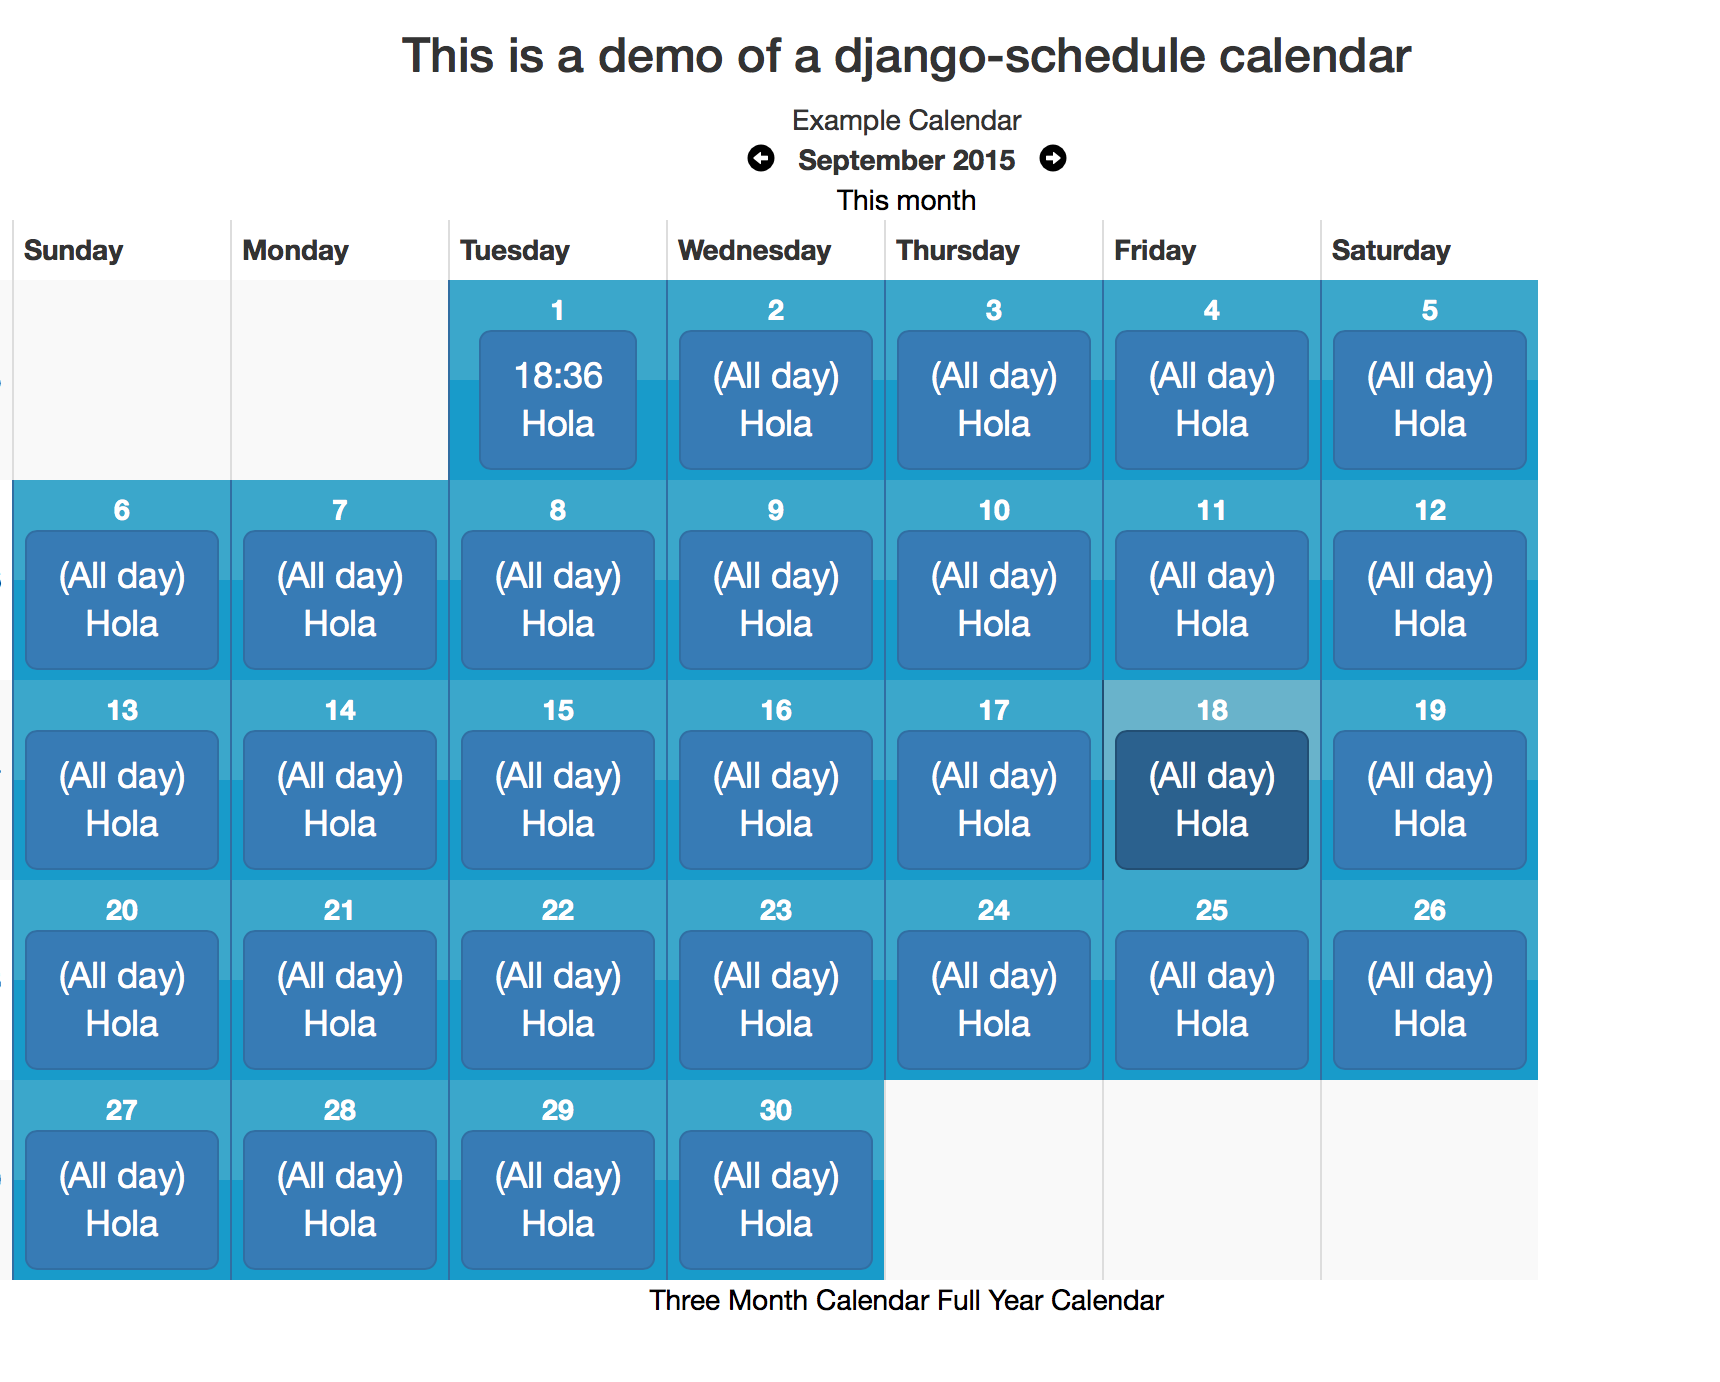 This is a demo of a django-schedule calendar
Example Calendar
September 2015
This month
Sunday Monday Tuesday Wednesday Thursday Friday Saturday
1 2 3 4 5
18:36 (All day) (All day) (All day) (All day)
Hola Hola Hola Hola Hola
6 7 8 9 10 11 12
(All day) (All day) (All day) (All day) (All day) (All day) (All day)
Hola Hola Hola Hola Hola Hola Hola
13 14 15 16 17 18 19
(All day) (All day) (All day) (All day) (All day) (All day) (All day)
Hola Hola Hola Hola Hola Hola Hola
20 21 22 23 24 25 26
(All day) (All day) (All day) (All day) (All day) (All day) (All day)
Hola Hola Hola Hola Hola Hola Hola
27 28 29 30
(All day) (All day) (All day) (All day)
Hola Hola Hola Hola
Three Month Calendar Full Year Calendar